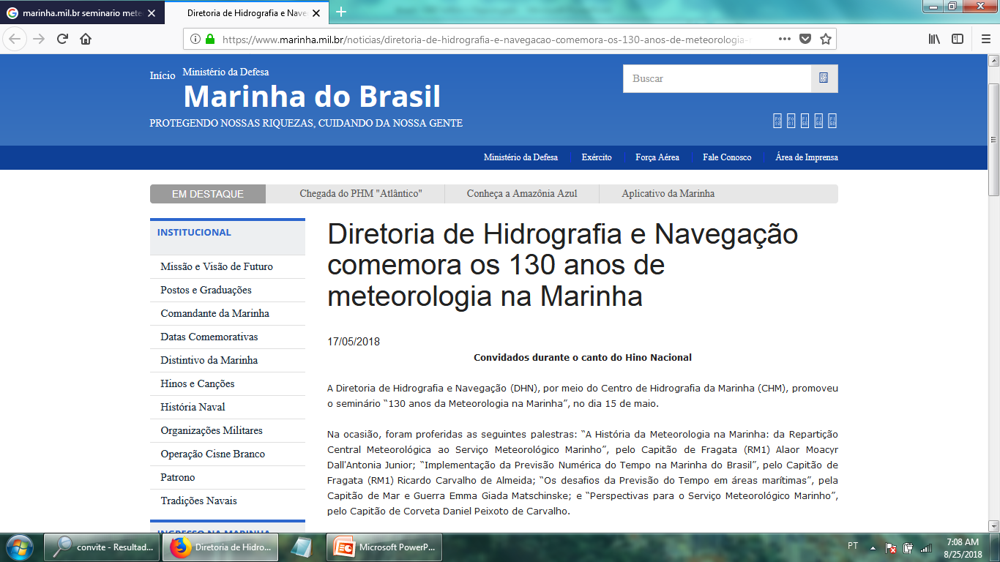 marinha.mil.br seminario mete
Diretoria de Hidrografia e Nave
https://www.marinha.mil.br/noticias/diretoria-de-hidrografia-e-navegacao-comemora-os-130-anos-de-meteorologia-
Início
Ministério da Defesa
Marinha do Brasil
PROTEGENDO NOSSAS RIQUEZAS, CUIDANDO DA NOSSA GENTE
Buscar
Ministério da Defesa Exército Força Aérea Fale Conosco Área de Imprensa
EM DESTAQUE Chegada do PHM "Atlântico" Conheça a Amazônia Azul Aplicativo da Marinha
INSTITUCIONAL
Missão e Visão de Futuro
Postos e Graduações
Comandante da Marinha
Datas Comemorativas
Distintivo da Marinha
Hinos e Canções
História Naval
Organizações Militares
Operação Cisne Branco
Patrono
Tradições Navais
INGRESSO NA MARINHA
Diretoria de Hidrografia e Navegação
comemora os 130 anos de
meteorologia na Marinha
17/05/2018
Convidados durante o canto do Hino Nacional
A Diretoria de Hidrografia e Navegação (DHN), por meio do Centro de Hidrografia da Marinha (CHM), promoveu
o seminário “130 anos da Meteorologia na Marinha”, no dia 15 de maio.
Na ocasião, foram proferidas as seguintes palestras: “A História da Meteorologia na Marinha: da Repartição
Central Meteorológica ao Serviço Meteorológico Marinho”, pelo Capitão de Fragata (RM1) Alaor Moacyr
Dall'Antonia Junior; “Implementação da Previsão Numérica do Tempo na Marinha do Brasil”, pelo Capitão de
Fragata (RM1) Ricardo Carvalho de Almeida; “Os desafios da Previsão do Tempo em áreas marítimas”, pela
Capitão de Mar e Guerra Emma Giada Matschinske; e “Perspectivas para o Serviço Meteorológico Marinho”,
pelo Capitão de Corveta Daniel Peixoto de Carvalho.
convite - Resultad...
Diretoria de Hidro...
Microsoft PowerP...
PT
7:08 AM
8/25/2018